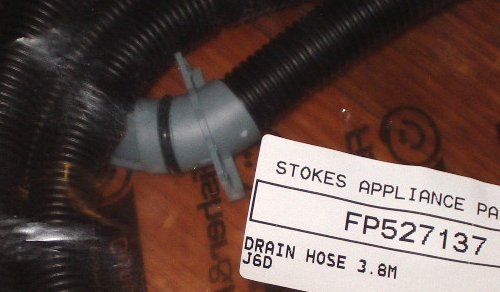 STOKES APPLIANCE PA
FP527137
DRAIN HOSE 3.8M
J6D